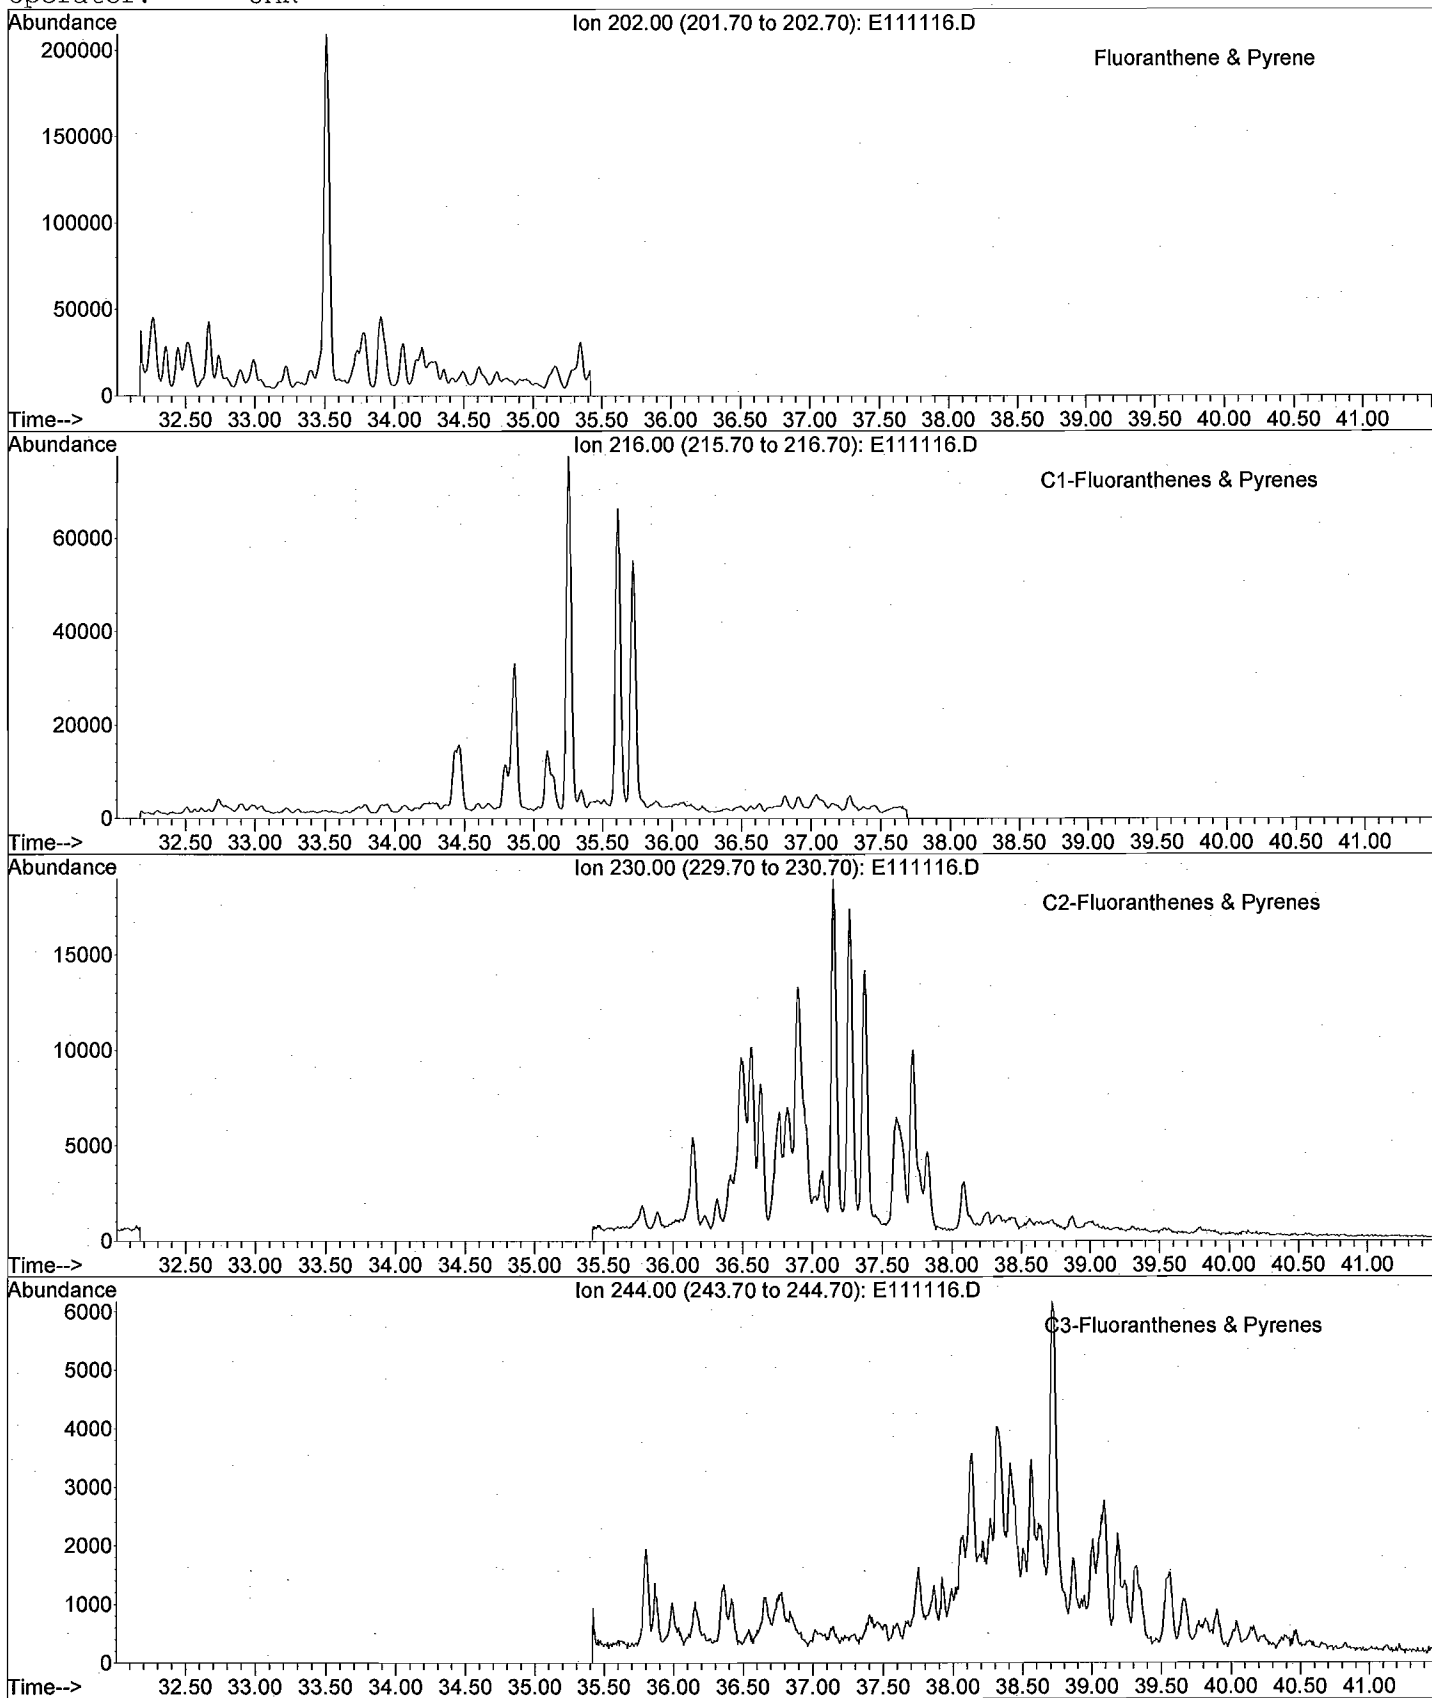 Abundance
Ion 202.00 (201.70 to 202.70): E111116.D
Fluoranthene & Pyrene
200000
150000
100000
50000
0
Time--> 32.50 33.00 33.50 34.00 34.50 35.00 35.50 36.00 36.50 37.00 37.50 38.00 38.50 39.00 39.50 40.00 40.50 41.00
Abundance
Ion 216.00 (215.70 to 216.70): E111116.D
C1-Fluoranthenes & Pyrenes
60000
40000
20000
0
Time--> 32.50 33.00 33.50 34.00 34.50 35.00 35.50 36.00 36.50 37.00 37.50 38.00 38.50 39.00 39.50 40.00 40.50 41.00
Abundance
Ion 230.00 (229.70 to 230.70): E111116.D
C2-Fluoranthenes & Pyrenes
15000
10000
5000
0
Time--> 32.50 33.00 33.50 34.00 34.50 35.00 35.50 36.00 36.50 37.00 37.50 38.00 38.50 39.00 39.50 40.00 40.50 41.00
Abundance
Ion 244.00 (243.70 to 244.70): E111116.D
C3-Fluoranthenes & Pyrenes
6000
5000
4000
3000
2000
1000
0
Time--> 32.50 33.00 33.50 34.00 34.50 35.00 35.50 36.00 36.50 37.00 37.50 38.00 38.50 39.00 39.50 40.00 40.50 41.00